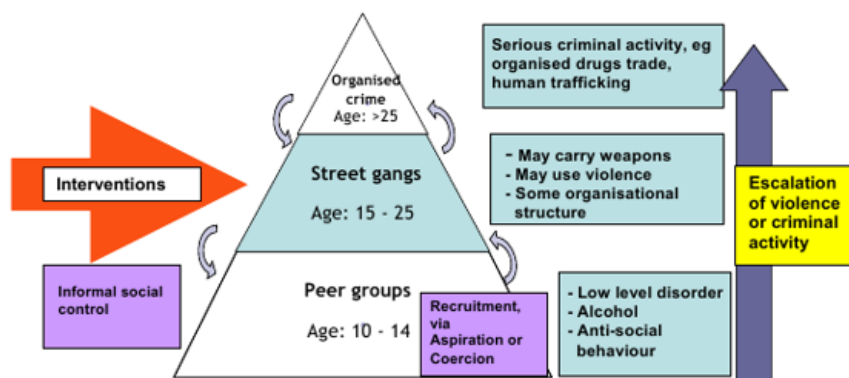 Organised
crime
Age: >25
Serious criminal activity, eg
organised drugs trade,
human trafficking
Interventions
Street gangs
Age: 15 - 25
- May carry weapons
- May use violence
- Some organisational
structure
Escalation
of violence
or criminal
activity
Informal social
control
Peer groups
Age: 10 - 14
Recruitment,
via
Aspiration or
Coercion
- Low level disorder
- Alcohol
- Anti-social
behaviour